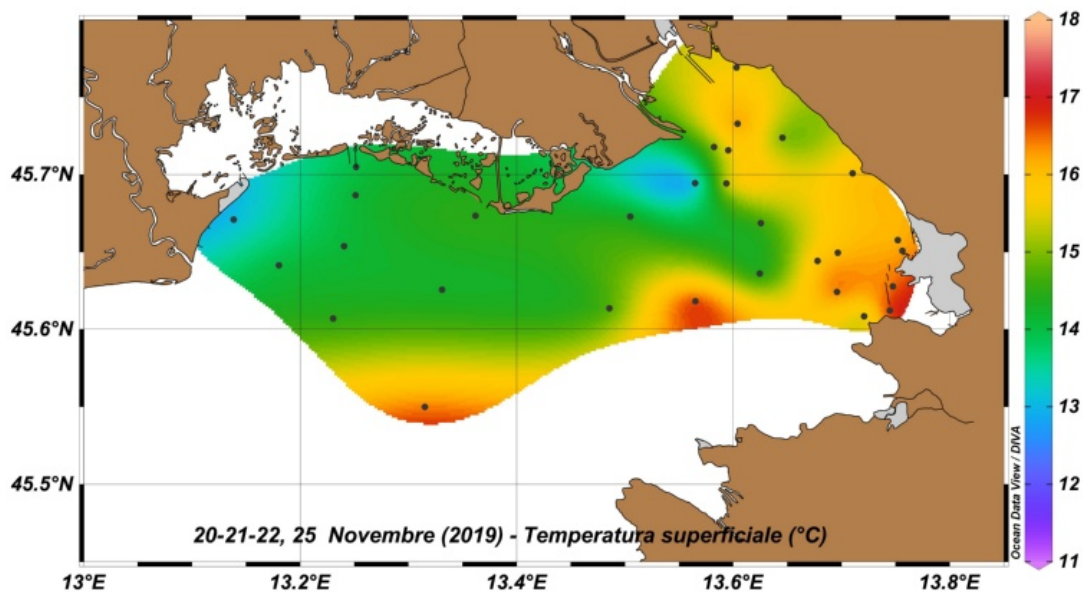 18
17
16
15
14
13
12
11
45.7°N
45.6°N
45.5°N
Ocean Data View / DIVA
20-21-22, 25 Novembre (2019) - Temperatura superficiale (°C)
13°E
13.2°E
13.4°E
13.6°E
13.8°E